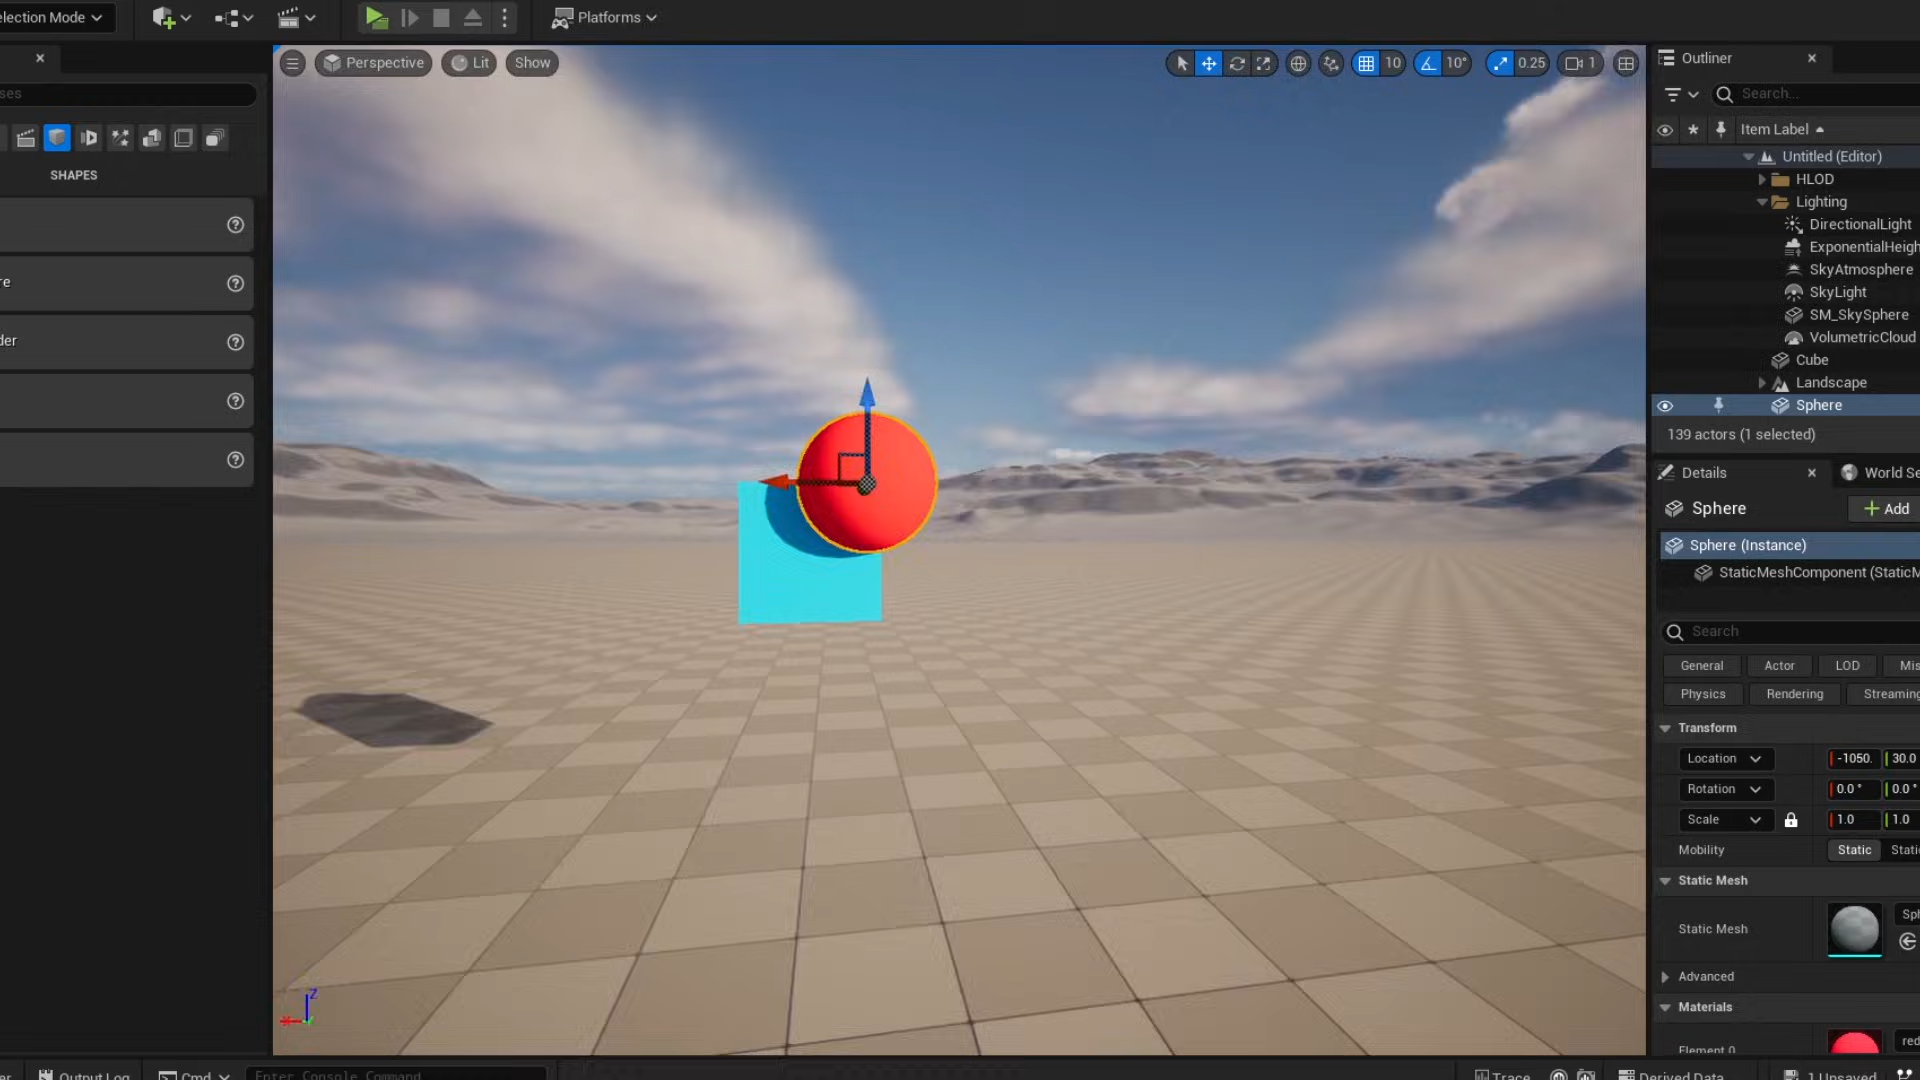 election Mode
Platforms
ses
SHAPES
re
der
Perspective
Lit
Show
10
10°
0.25
1
Outliner
Search...
Item Label
Untitled (Editor)
HLOD
Lighting
DirectionalLight
ExponentialHeigh
SkyAtmosphere
SkyLight
SM_SkySphere
VolumetricCloud
Cube
Landscape
Sphere
139 actors (1 selected)
Details
World Se
Sphere
Add
Sphere (Instance)
StaticMeshComponent (StaticM
Search
General
Actor
LOD
Mis
Physics
Rendering
Streaming
Transform
Location
-1050.
30.0
Rotation
0.0 °
0.0 °
Scale
1.0
1.0
Mobility
Static
Stati
Static Mesh
Static Mesh
Sph
Advanced
Materials
Element 0
red
Z
X
Y
er
Output Log
Cmd
Enter Console Command
Trace
Derived Data
1 Unsaved